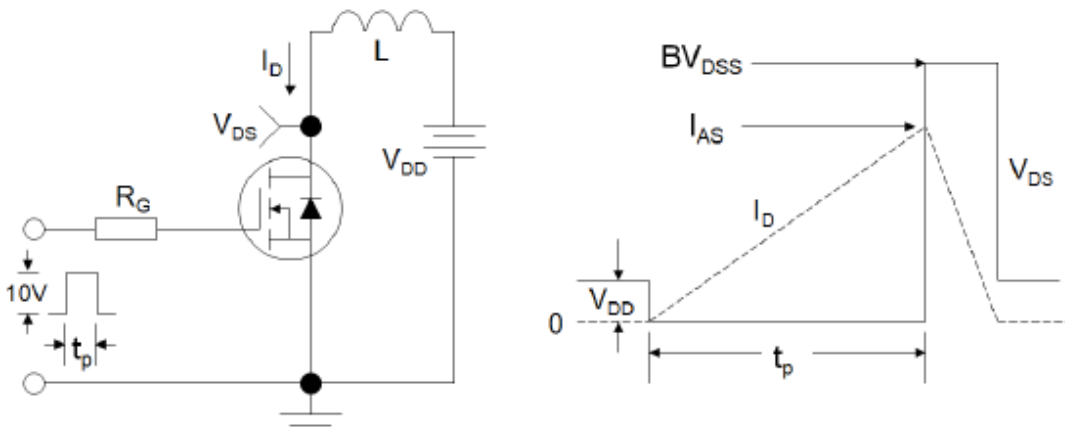 L
I_D
V_DS
V_DD
R_G
10V
t_p
BV_DSS
I_AS
V_DS
I_D
V_DD
0
t_p